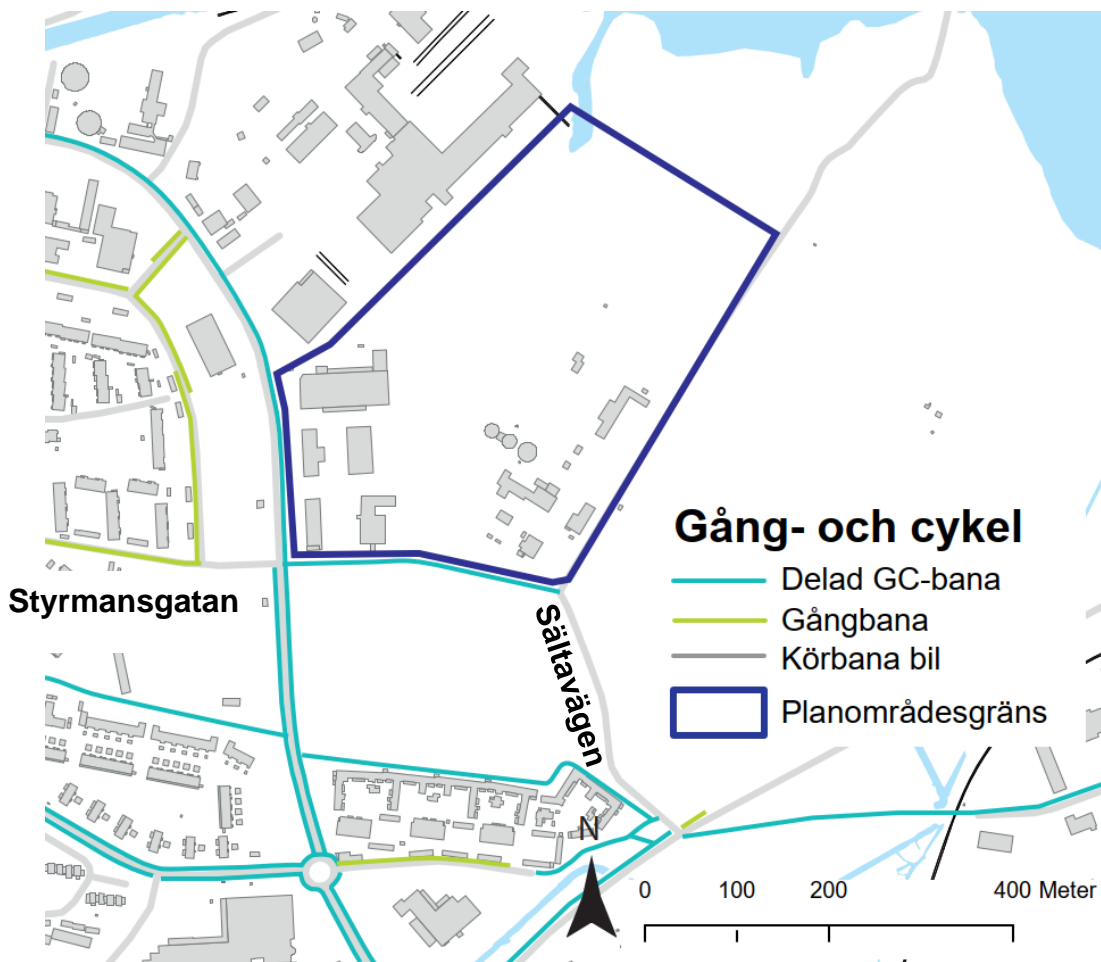 Gång- och cykel
Delad GC-bana
Gångbana
Körbana bil
Planområdesgräns
Styrmansgatan
Sältavägen
N
0 100 200 400 Meter